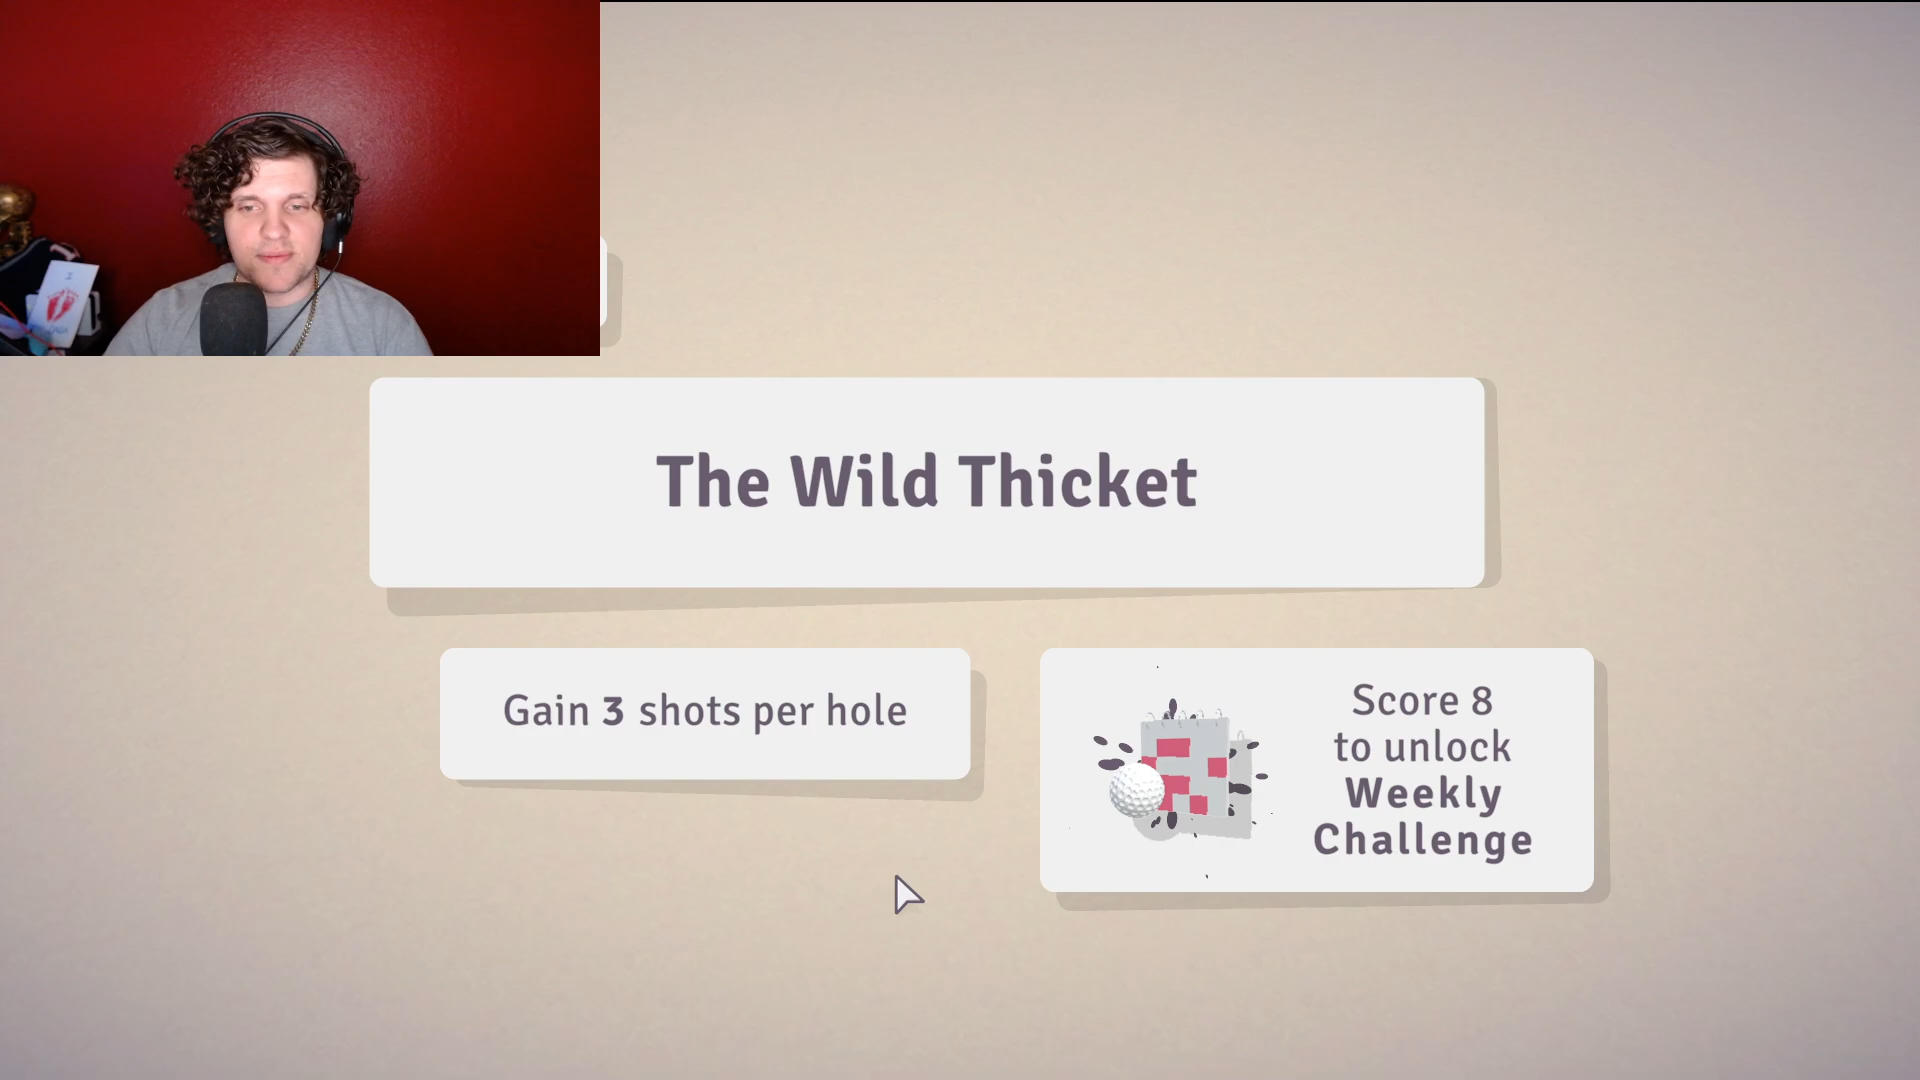 The Wild Thicket
Gain 3 shots per hole
Score 8
to unlock
Weekly
Challenge